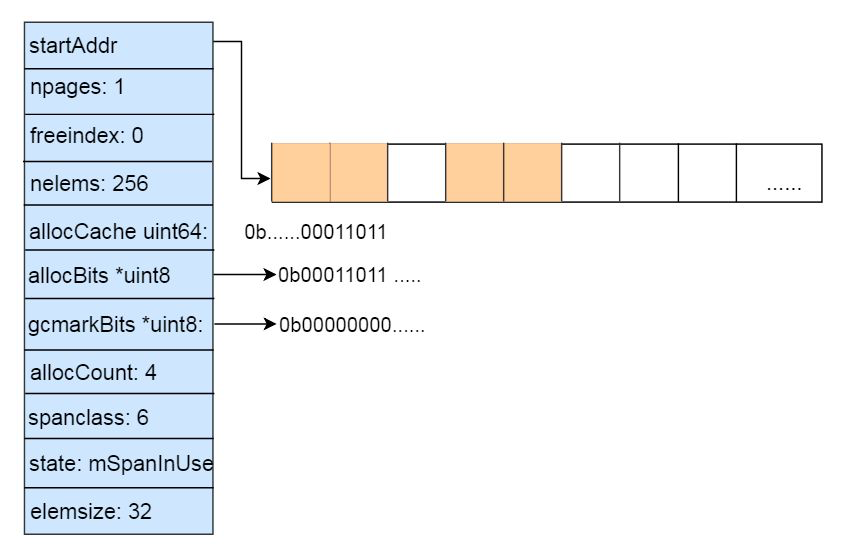 startAddr
npages: 1
freeindex: 0
nelems: 256
......
allocCache uint64: 0b......00011011
allocBits *uint8 0b00011011 .....
gcmarkBits *uint8: 0b00000000......
allocCount: 4
spanclass: 6
state: mSpanInUse
elemsize: 32